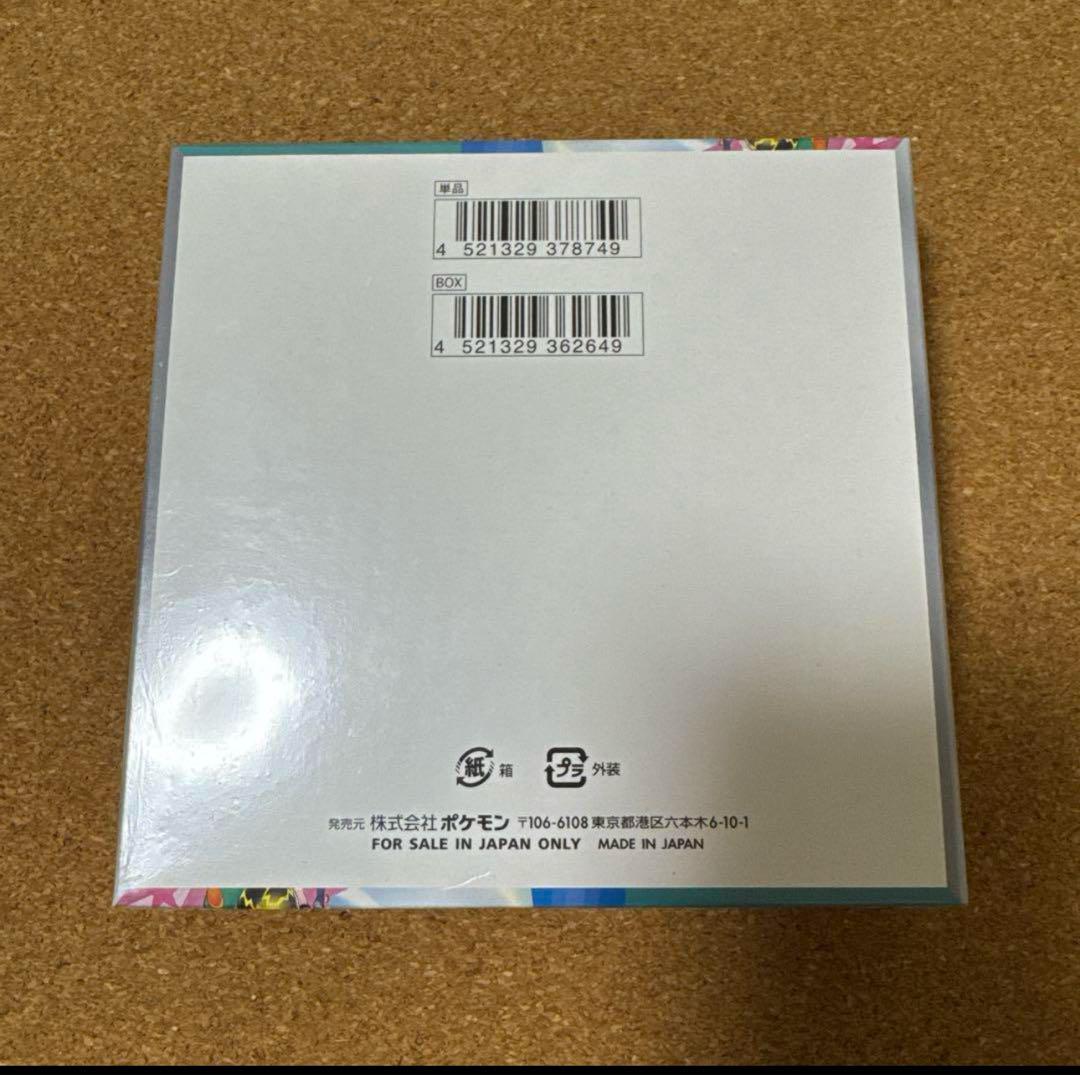 単品
4 521329 378749
BOX
4 521329 362649
紙 箱 プラ 外装
発売元 株式会社ポケモン 〒106-6108 東京都港区六本木6-10-1
FOR SALE IN JAPAN ONLY MADE IN JAPAN